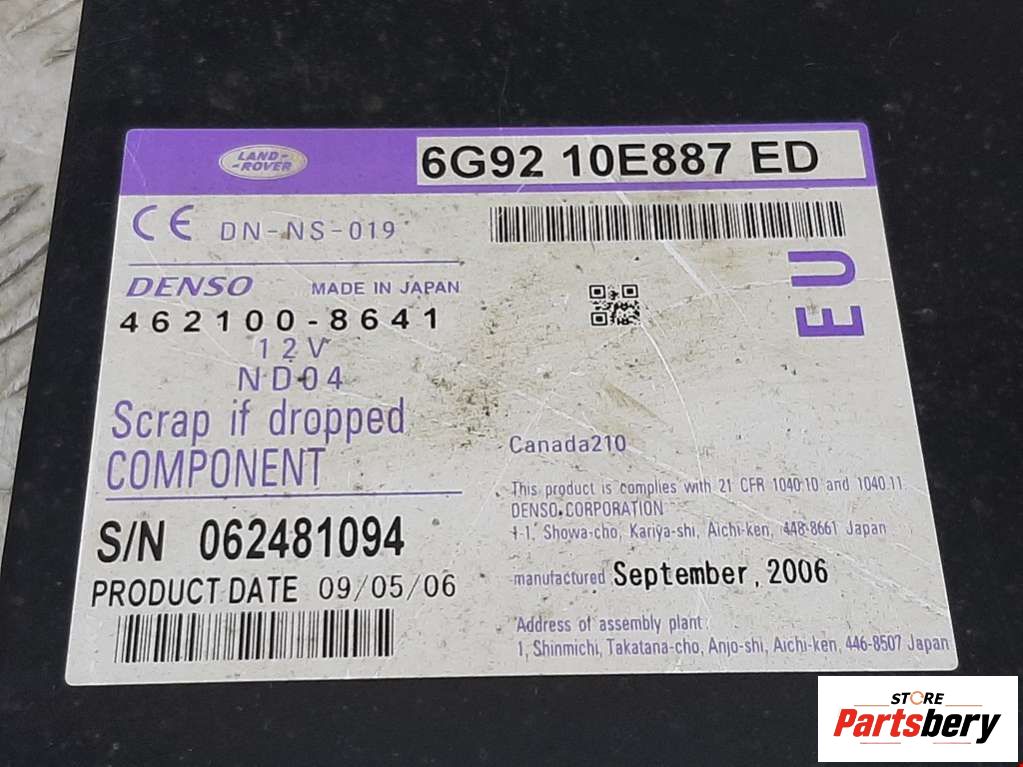 LAND-
-ROVER
6G92 10E887 ED
CE DN-NS-019
EU
DENSO MADE IN JAPAN
462100-8641
12V
ND04
Scrap if dropped
COMPONENT
Canada210
This product is complies with 21 CFR 1040.10 and 1040.11.
DENSO CORPORATION
1-1, Showa-cho, Kariya-shi, Aichi-ken, 448-8661 Japan
S/N 062481094
manufactured September, 2006
PRODUCT DATE 09/05/06
Address of assembly plant:
1, Shinmichi, Takatana-cho, Anjo-shi, Aichi-ken, 446-8507 Japan
STORE
Partsbery